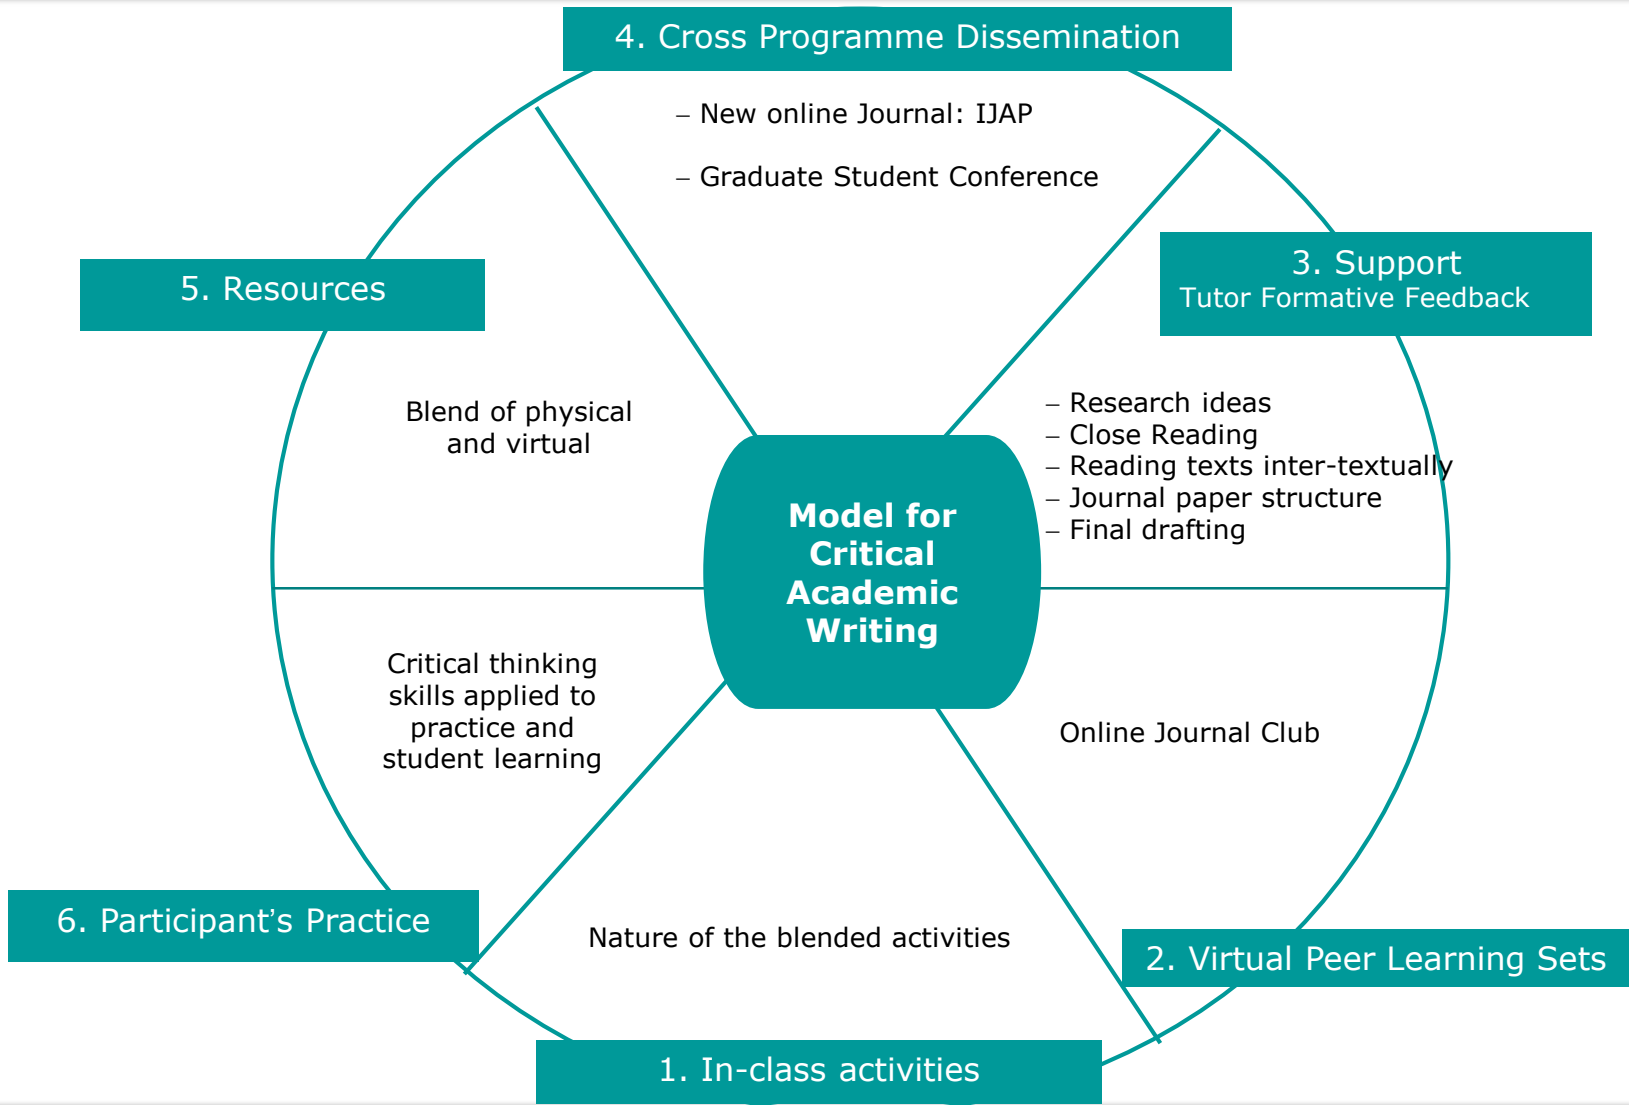 4. Cross Programme Dissemination
– New online Journal: IJAP
– Graduate Student Conference
3. Support
Tutor Formative Feedback
– Research ideas
– Close Reading
– Reading texts inter-textually
– Journal paper structure
– Final drafting
5. Resources
Blend of physical
and virtual
Model for
Critical
Academic
Writing
Critical thinking
skills applied to
practice and
student learning
Online Journal Club
6. Participant’s Practice
Nature of the blended activities
2. Virtual Peer Learning Sets
1. In-class activities